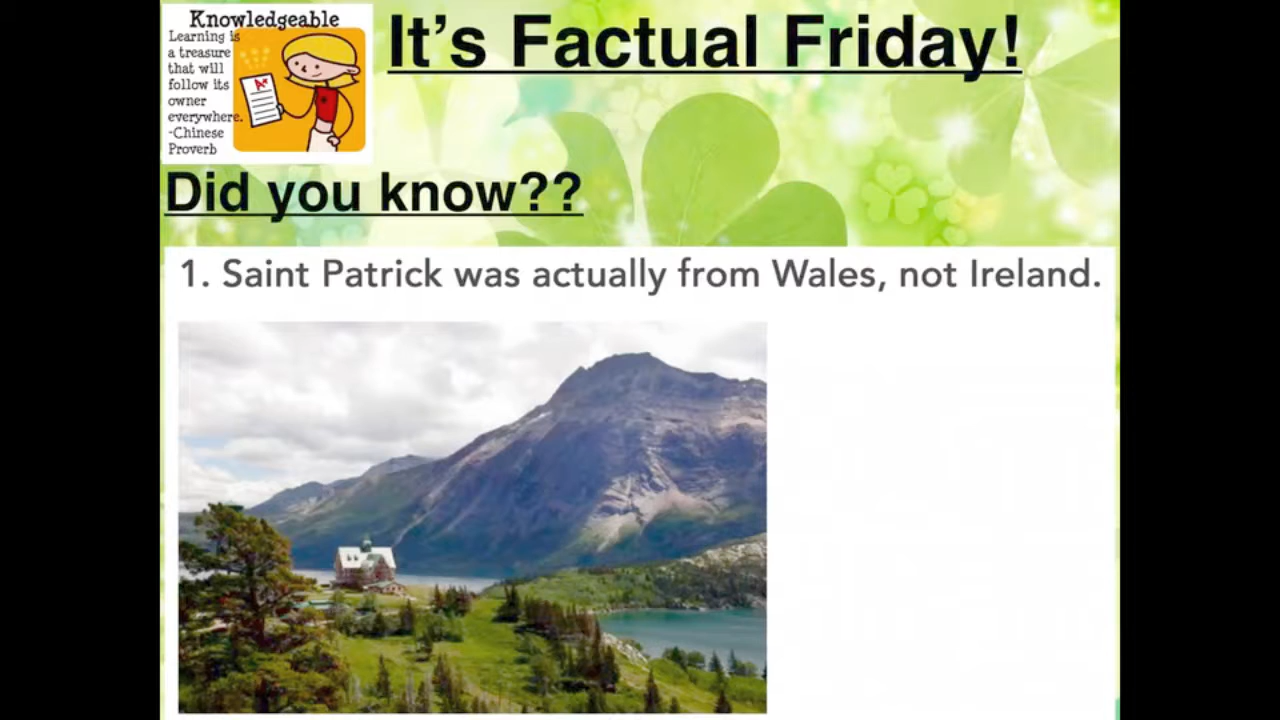 Knowledgeable
Learning is
a treasure
that will
follow its
owner
everywhere.
-Chinese
Proverb
A+
It's Factual Friday!
Did you know??
1. Saint Patrick was actually from Wales, not Ireland.